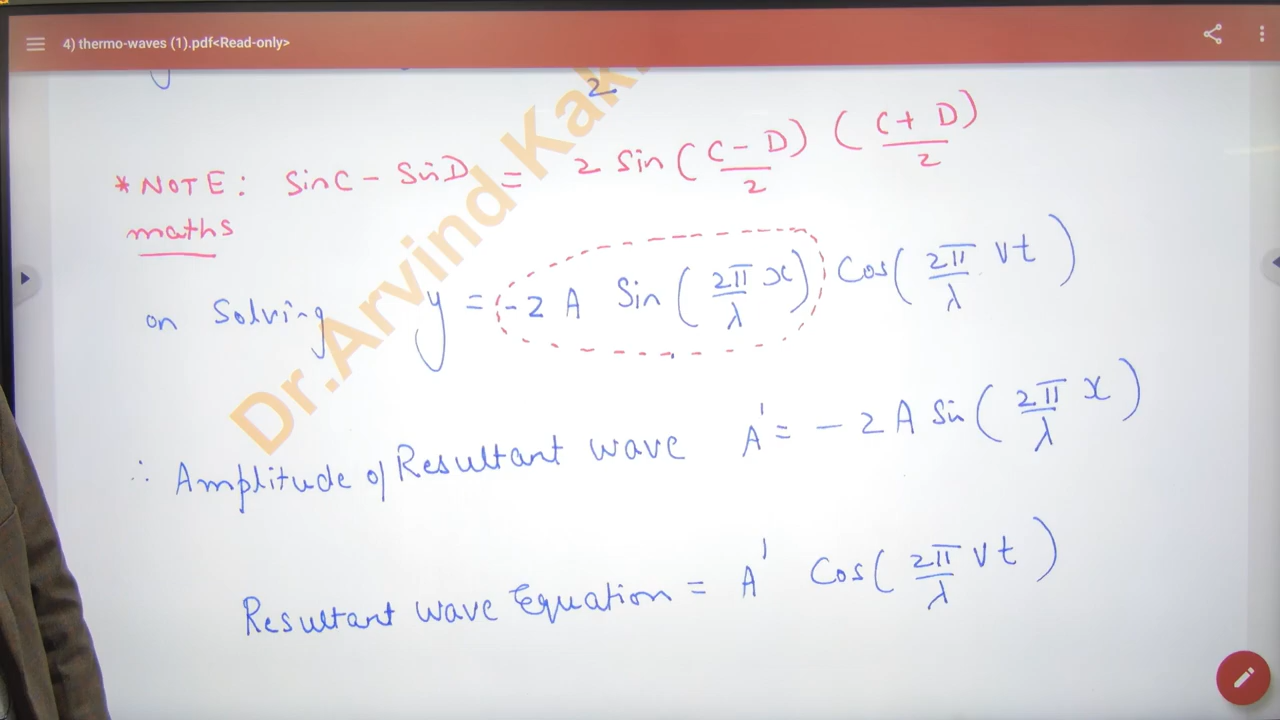 4) thermo-waves (1).pdf<Read-only>
2
*NOTE: SinC - SinD = 2 Sin(C-D/2) (C+D/2)
maths
on Solving y = -2 A Sin(2π/λ x) Cos(2π/λ vt)
∴ Amplitude of Resultant wave A' = - 2 A Sin(2π/λ x)
Resultant wave Equation = A' Cos(2π/λ vt)
Dr.Arvind Kak